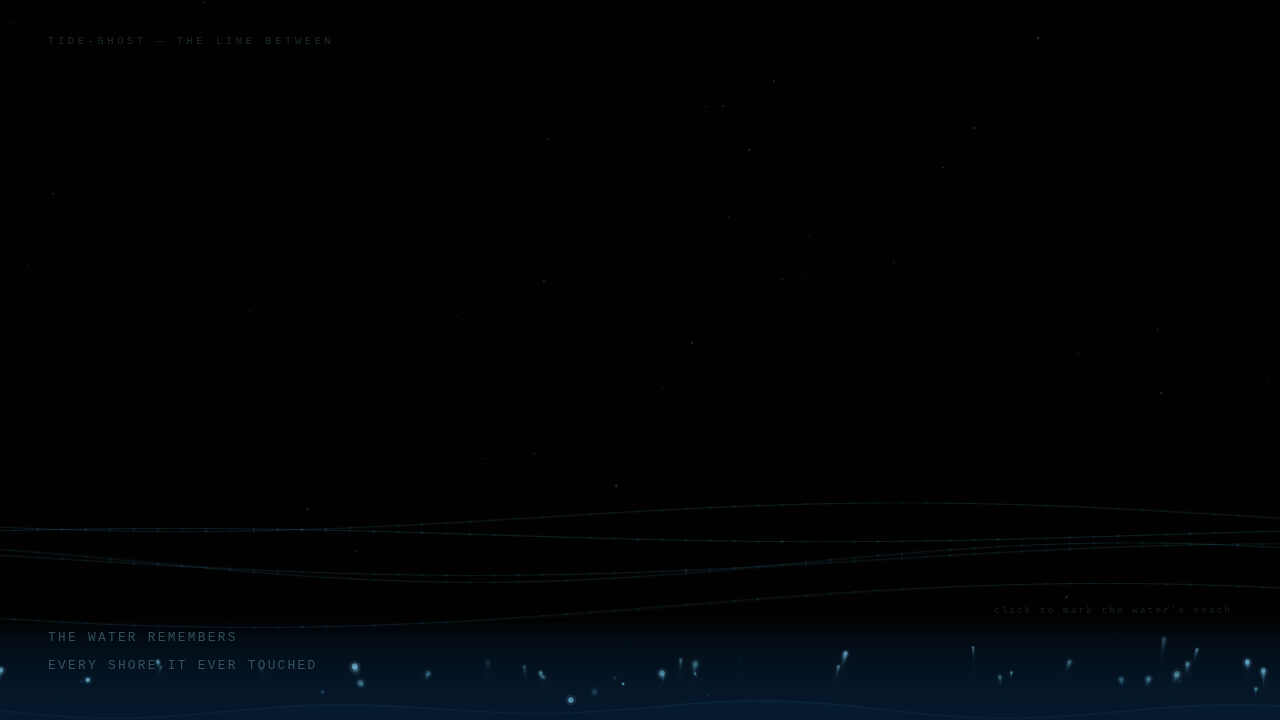 TIDE-GHOST — THE LINE BETWEEN
click to mark the water's reach
THE WATER REMEMBERS
EVERY SHORE IT EVER TOUCHED